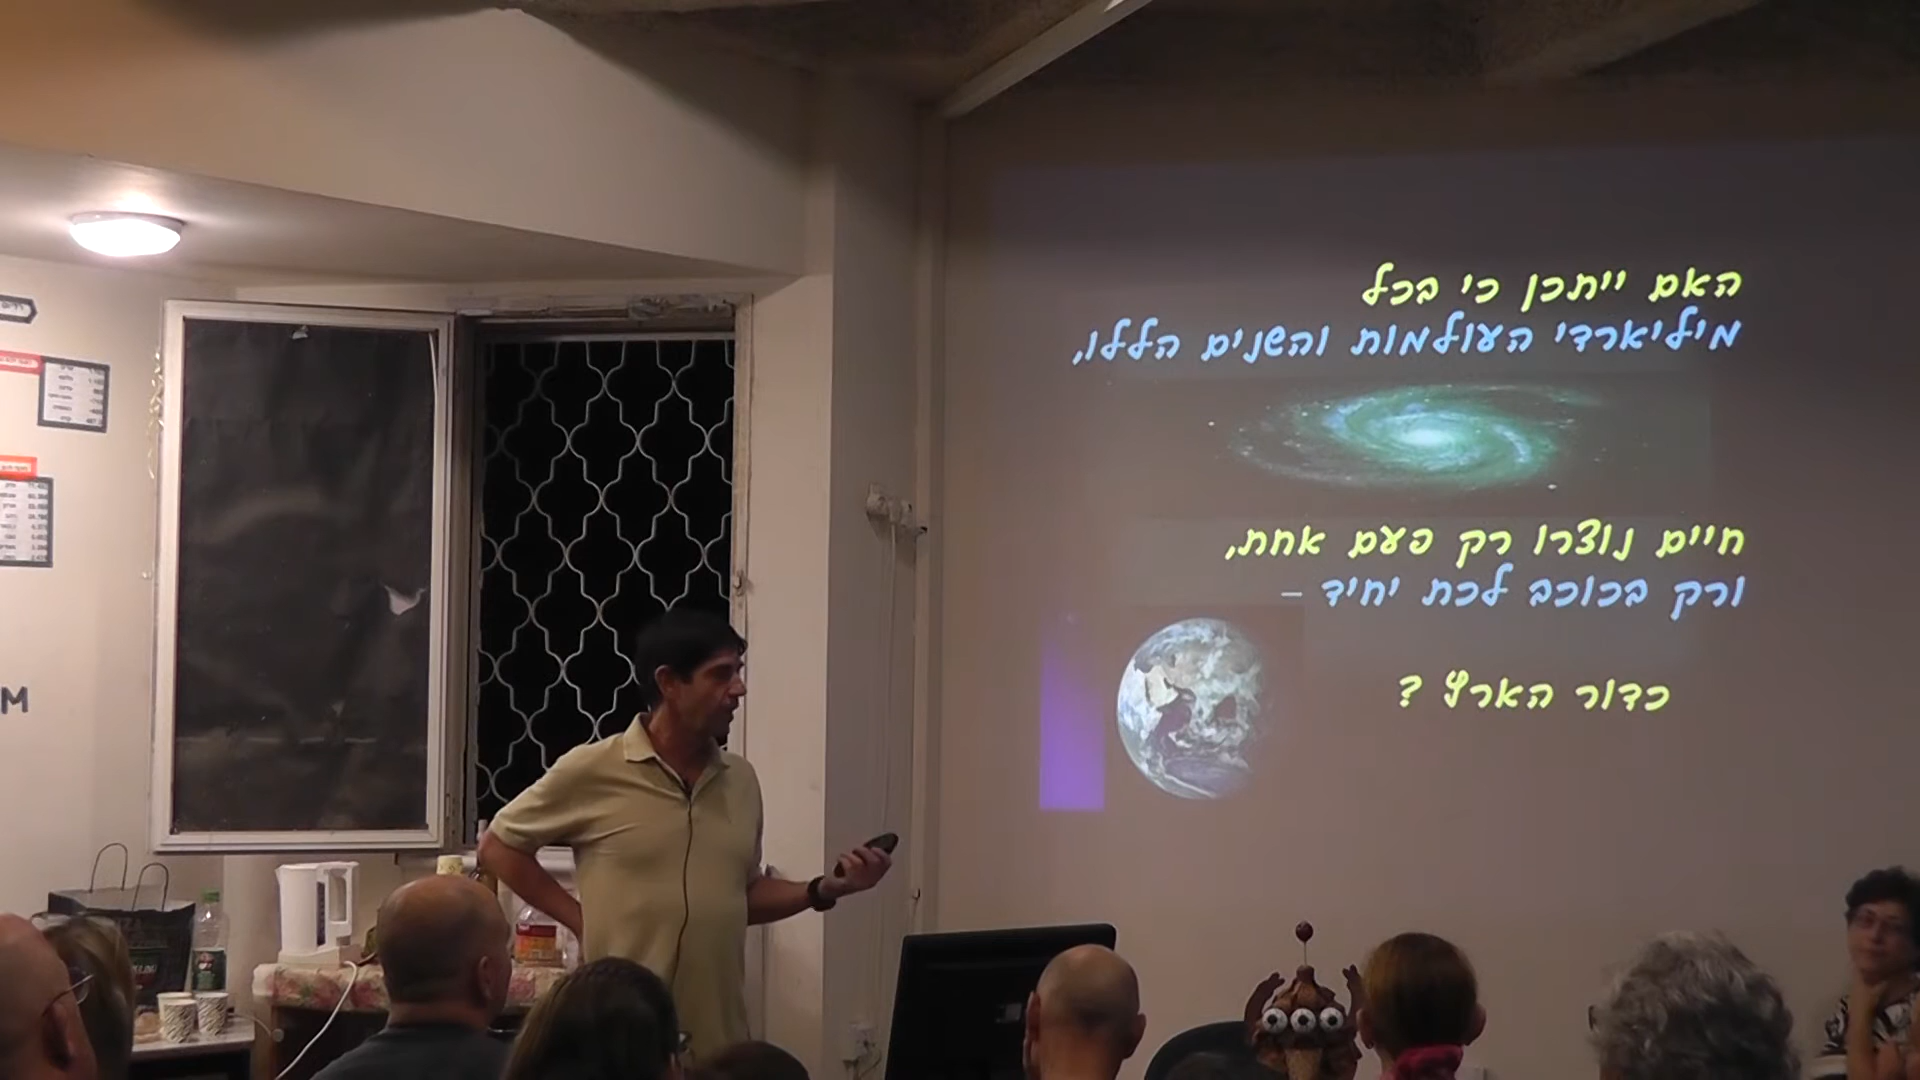 האם ייתכן כי בכל
מיליארדי העולמות והשנים הללו,
חיים נוצרו רק פעם אחת,
ורק בכוכב לכת יחיד –
כדור הארץ ?
M